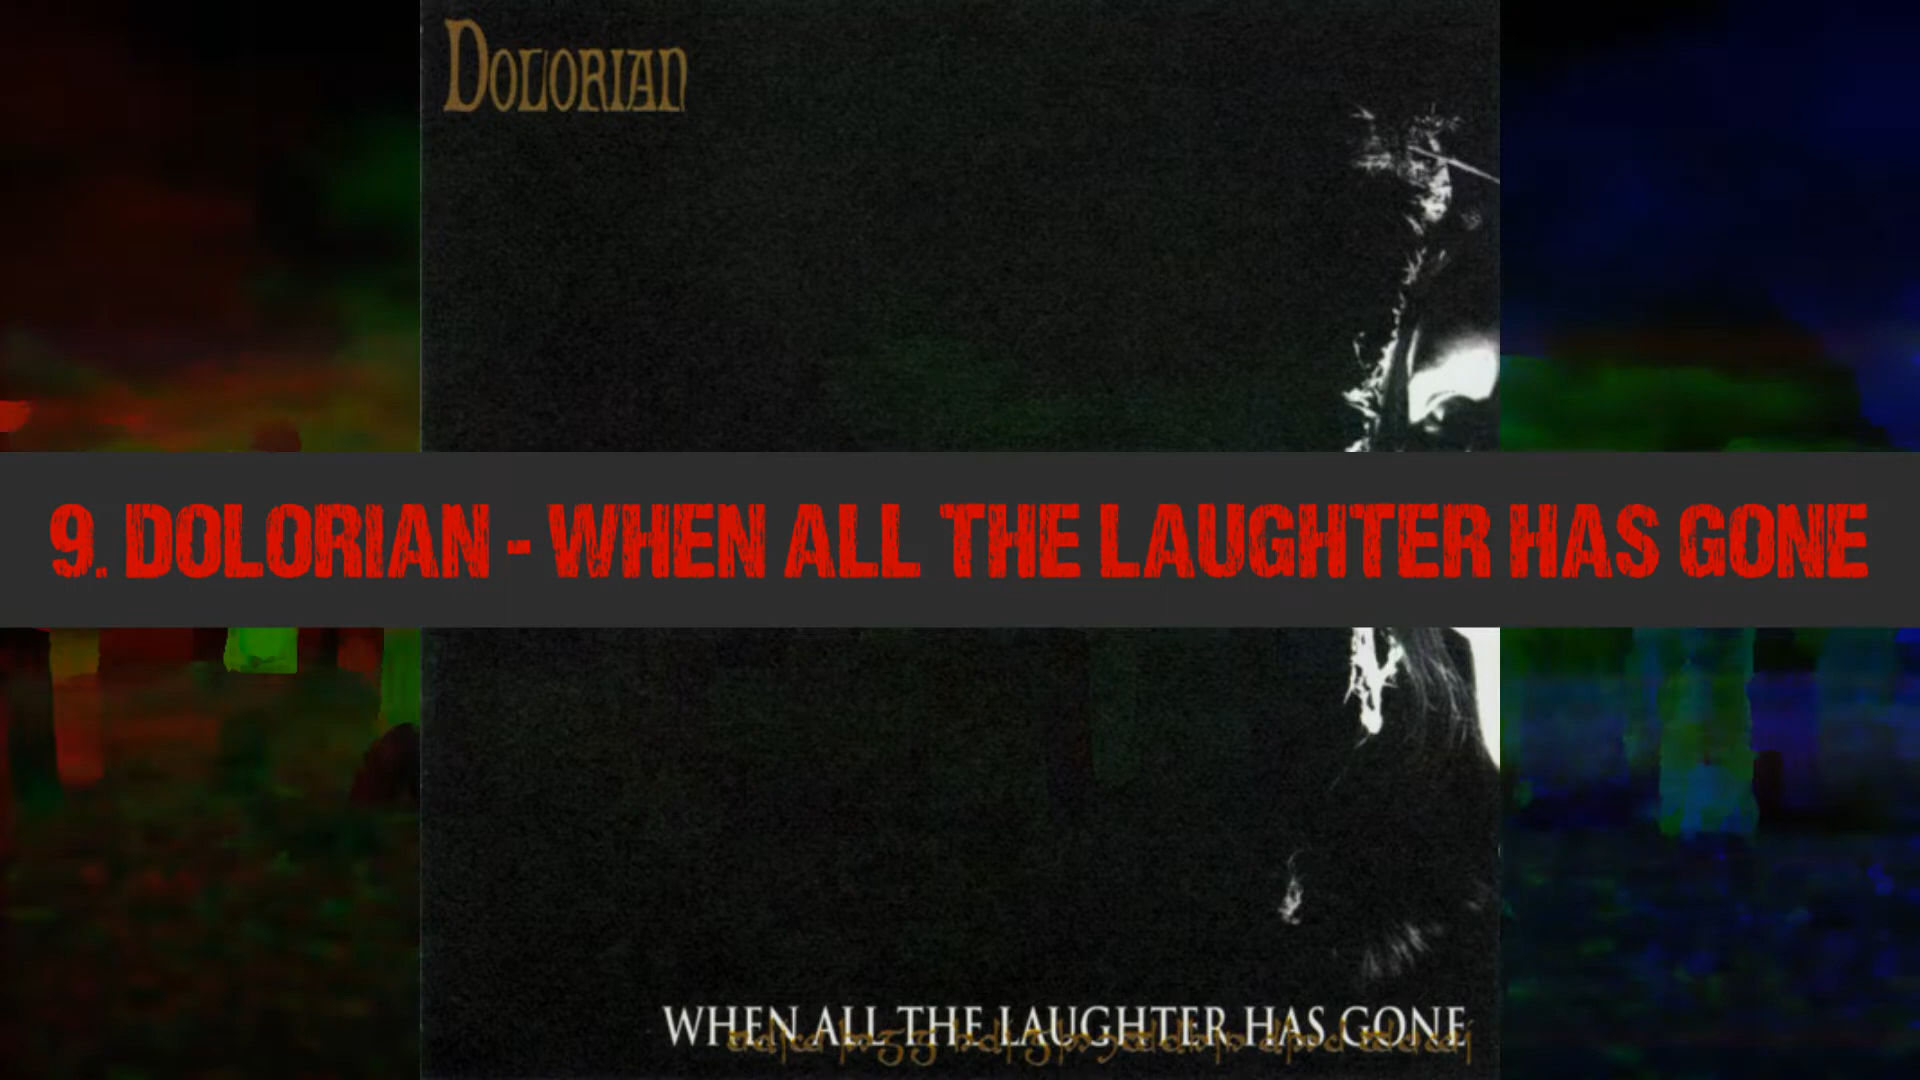 DOLORIAN
9. DOLORIAN - WHEN ALL THE LAUGHTER HAS GONE
WHEN ALL THE LAUGHTER HAS GONE